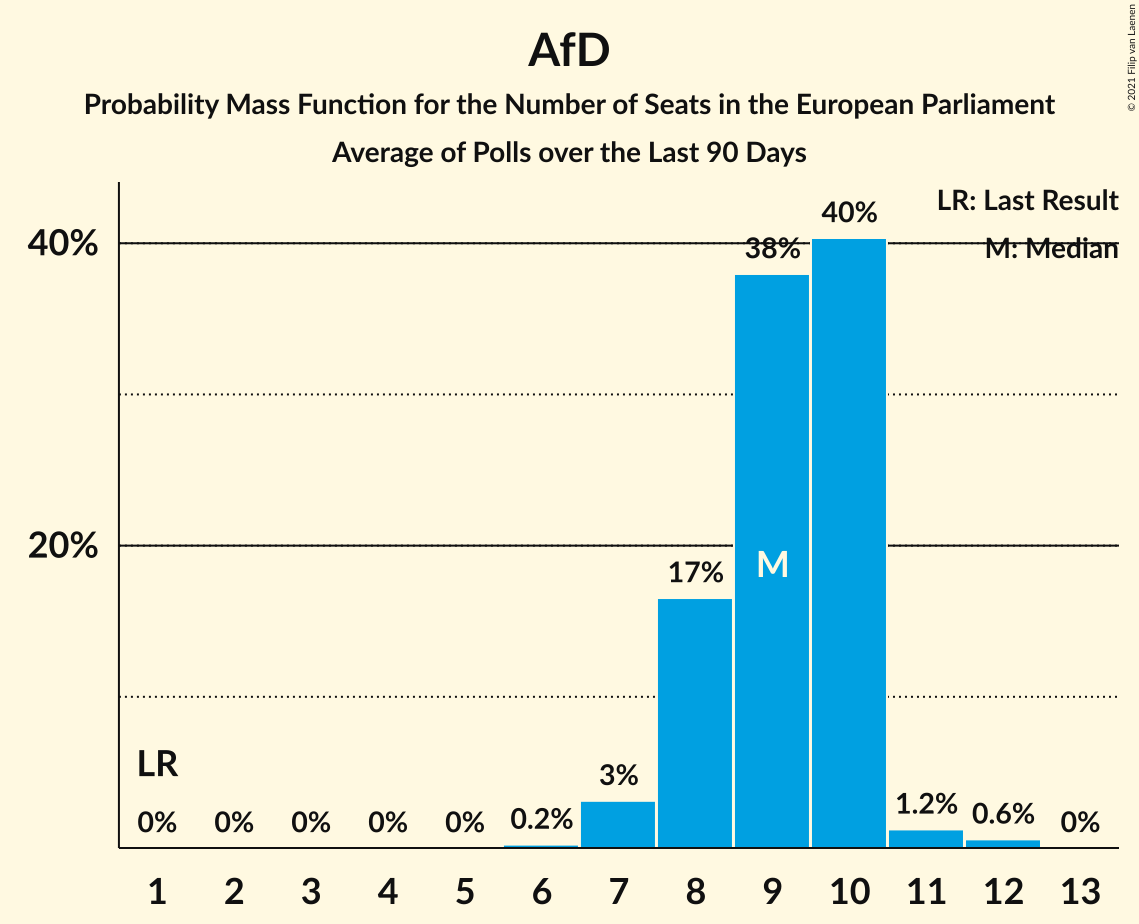 AfD
Probability Mass Function for the Number of Seats in the European Parliament
Average of Polls over the Last 90 Days
© 2021 Filip van Laenen
LR: Last Result
M: Median
40%
20%
LR
0%
0%
0%
0%
0%
0.2%
3%
17%
38%
M
40%
1.2%
0.6%
0%
1 2 3 4 5 6 7 8 9 10 11 12 13